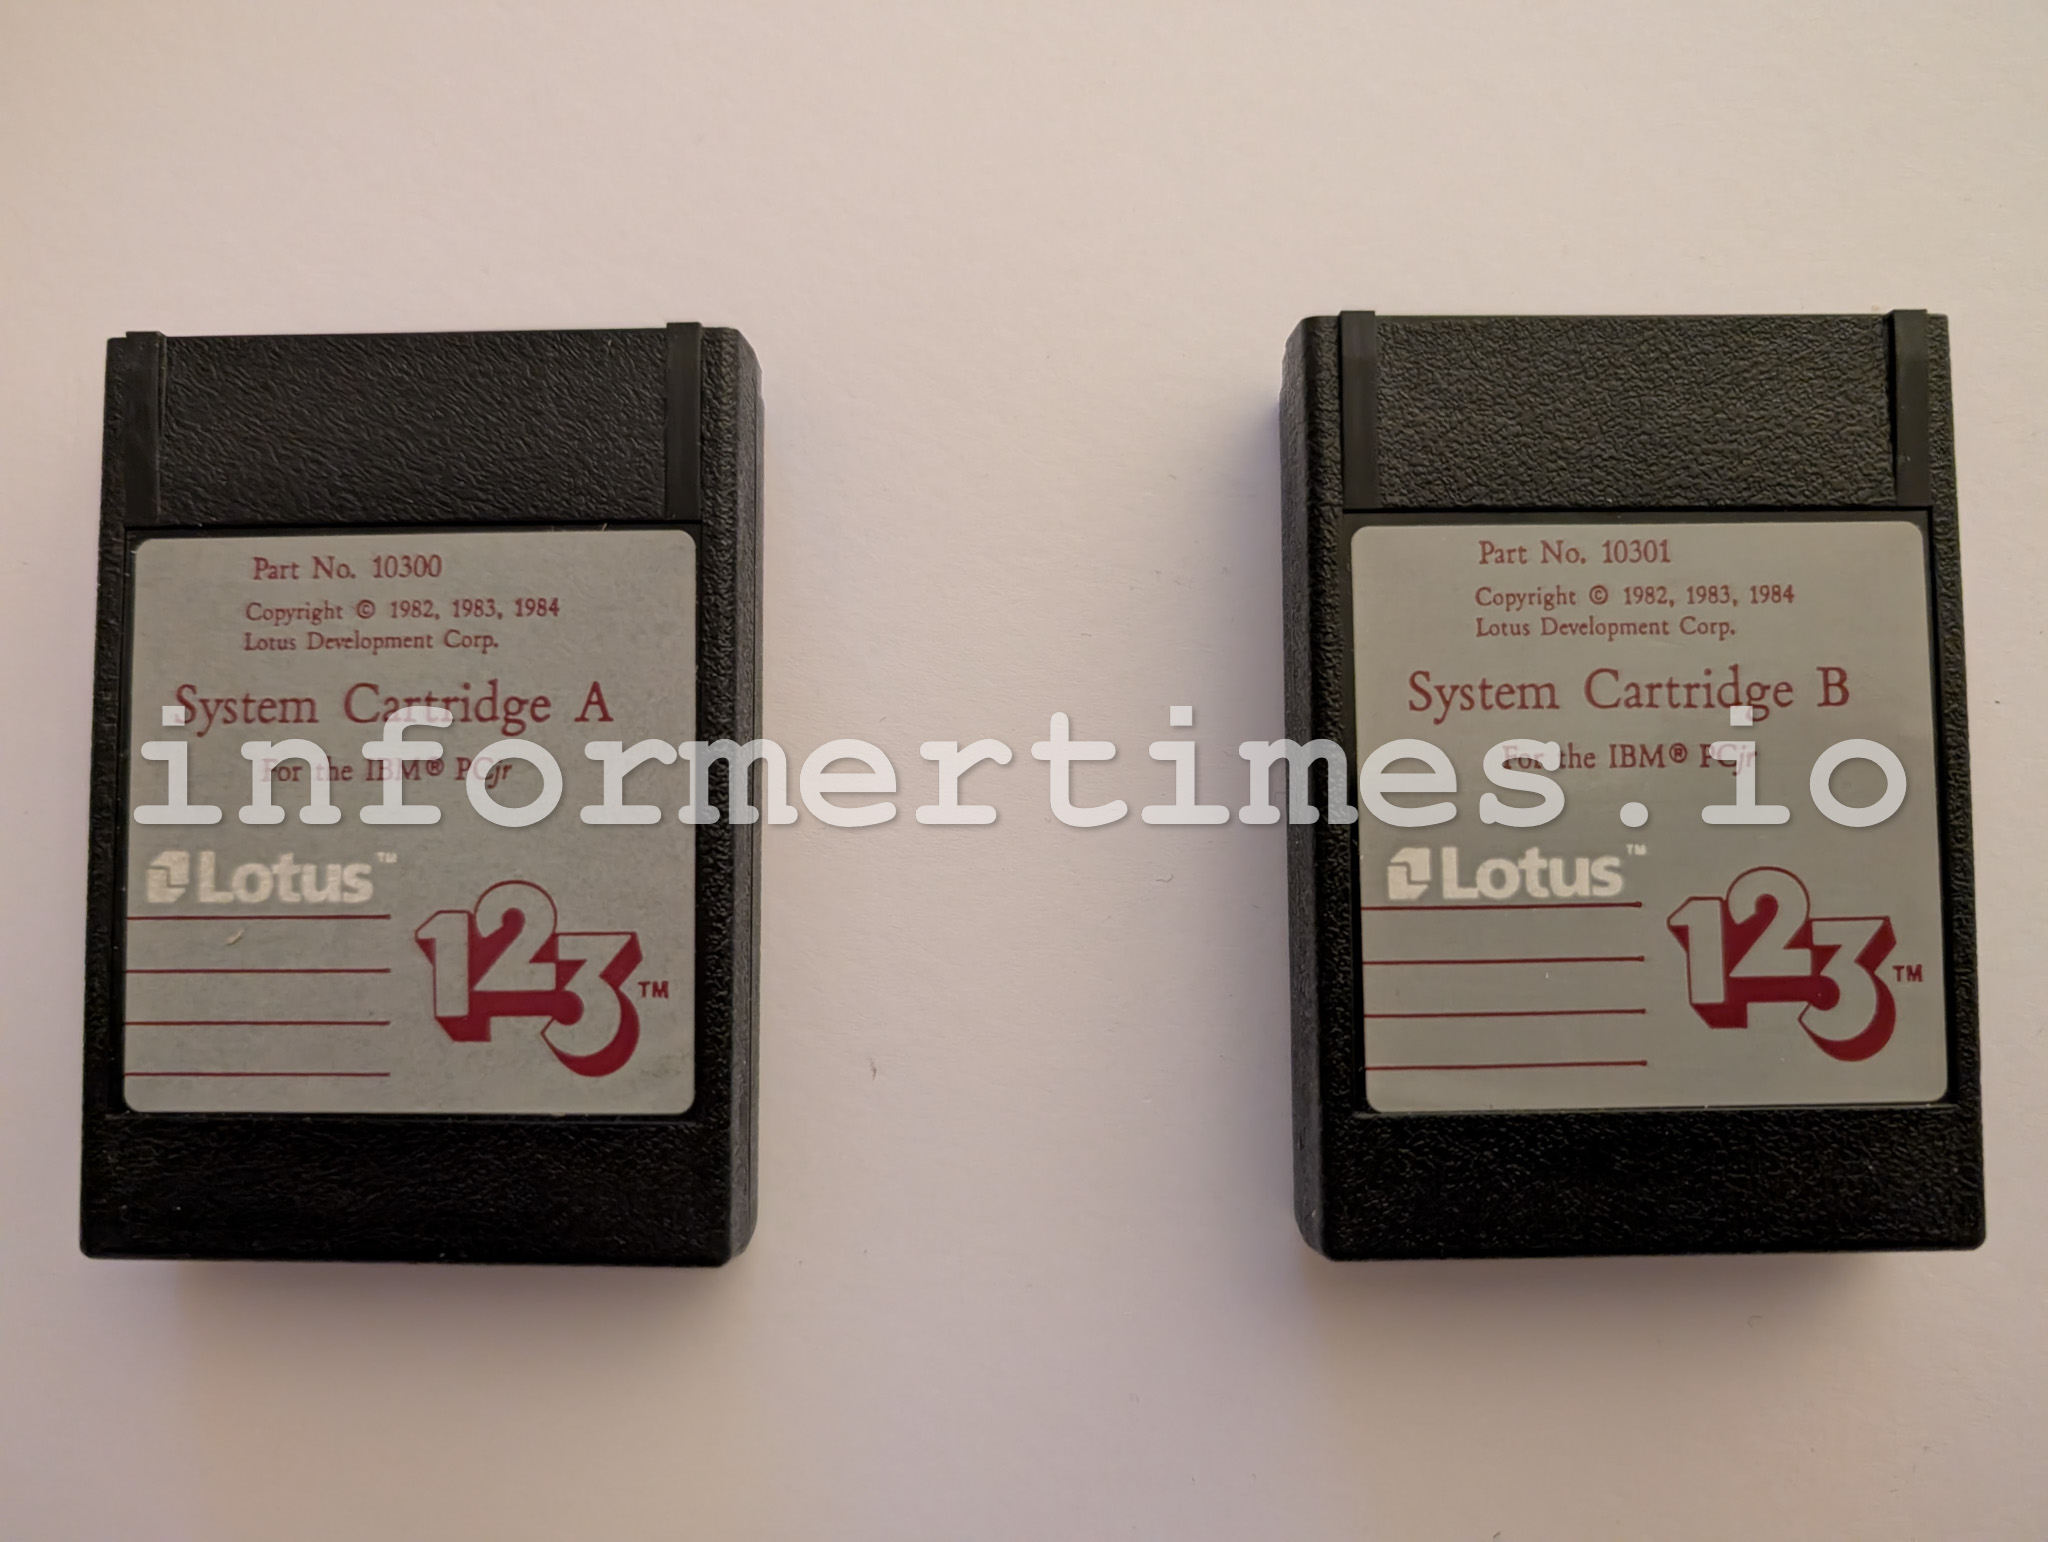 Part No. 10300
Copyright © 1982, 1983, 1984
Lotus Development Corp.
System Cartridge A
For the IBM® PCjr
Lotus™
123™
Part No. 10301
Copyright © 1982, 1983, 1984
Lotus Development Corp.
System Cartridge B
For the IBM® PCjr
Lotus™
123™
informertimes.io